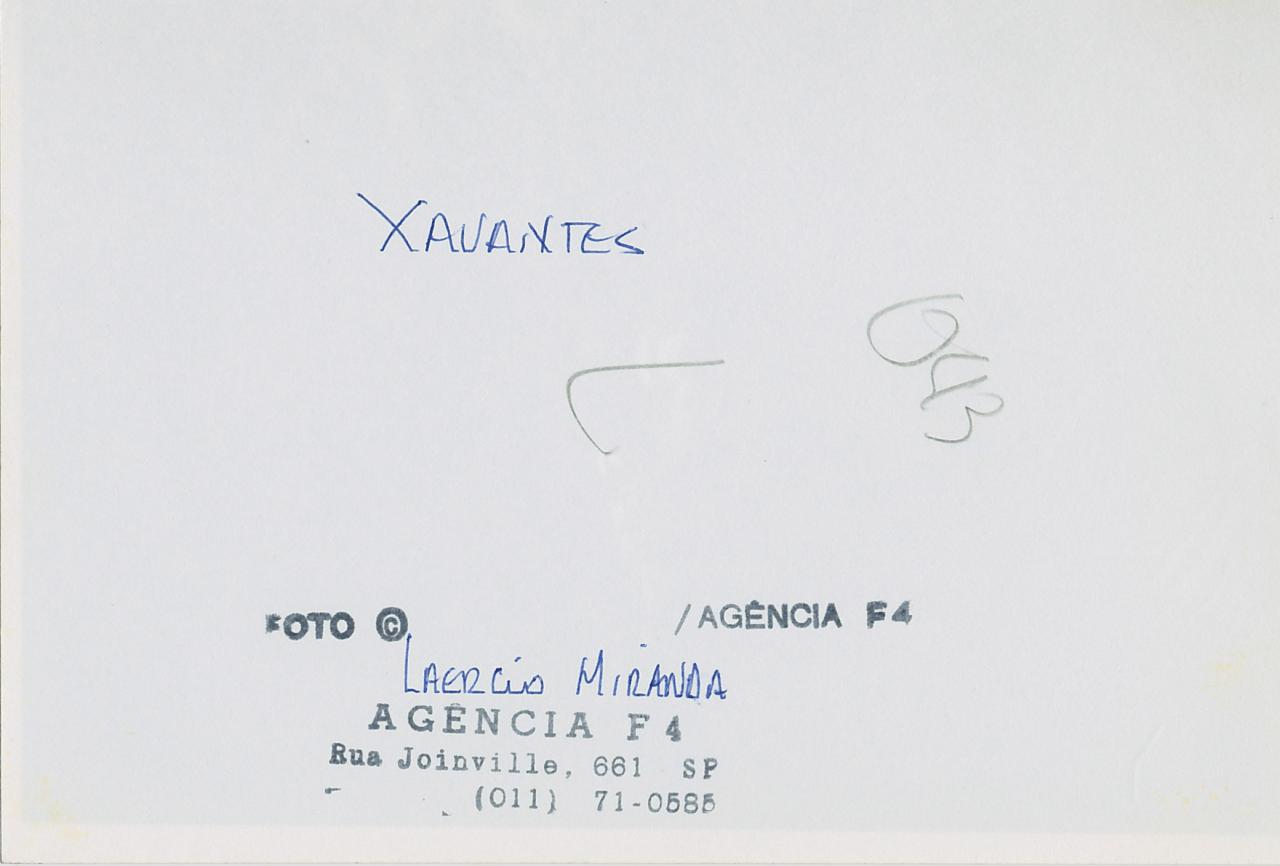 XAVANTES
FOTO © /AGÊNCIA F4
LAERCIO MIRANDA
AGÊNCIA F4
Rua Joinville, 661 SP
(011) 71-0585